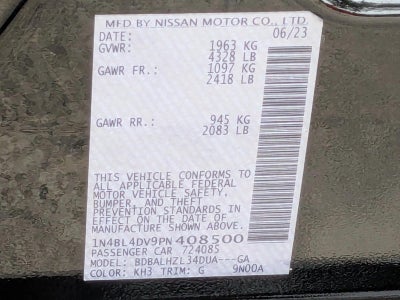 MFD BY NISSAN MOTOR CO., LTD.
DATE: 06/23
GVWR: 1963 KG
4328 LB
GAWR FR.: 1097 KG
2418 LB
GAWR RR.: 945 KG
2083 LB
THIS VEHICLE CONFORMS TO
ALL APPLICABLE FEDERAL
MOTOR VEHICLE SAFETY,
BUMPER, AND THEFT
PREVENTION STANDARDS IN
EFFECT ON THE DATE OF
MANUFACTURE SHOWN ABOVE.
1N4BL4DV9PN408500
PASSENGER CAR 724085
MODEL: BDBALHZL34DUA---GA
COLOR: KH3 TRIM: G 9N00A